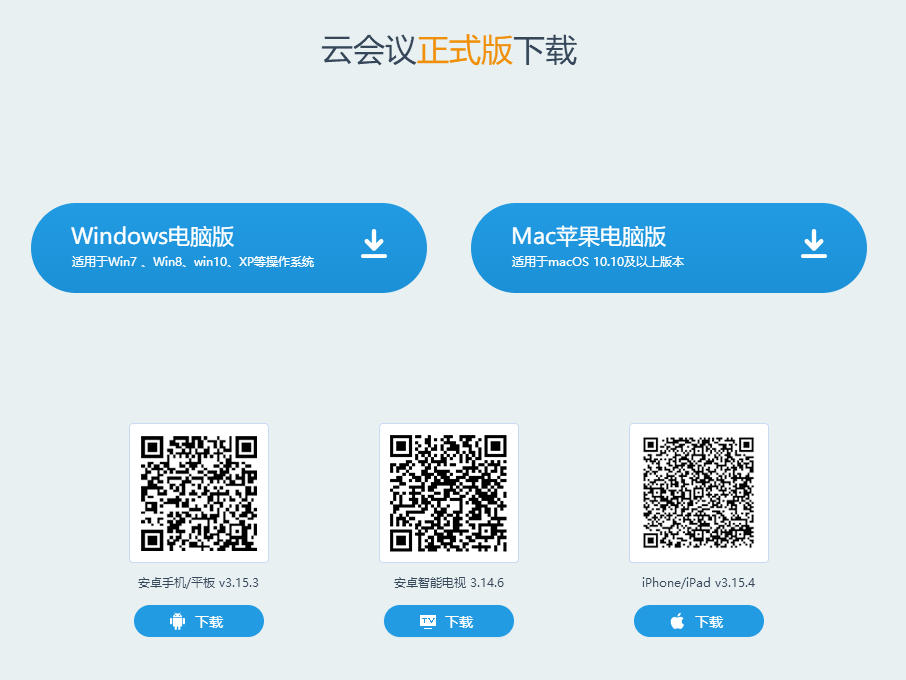 云会议正式版下载
Windows电脑版
适用于Win7 、Win8、win10、XP等操作系统
Mac苹果电脑版
适用于macOS 10.10及以上版本
安卓手机/平板 v3.15.3
安卓智能电视 3.14.6
iPhone/iPad v3.15.4
下载
TV 下载
下载